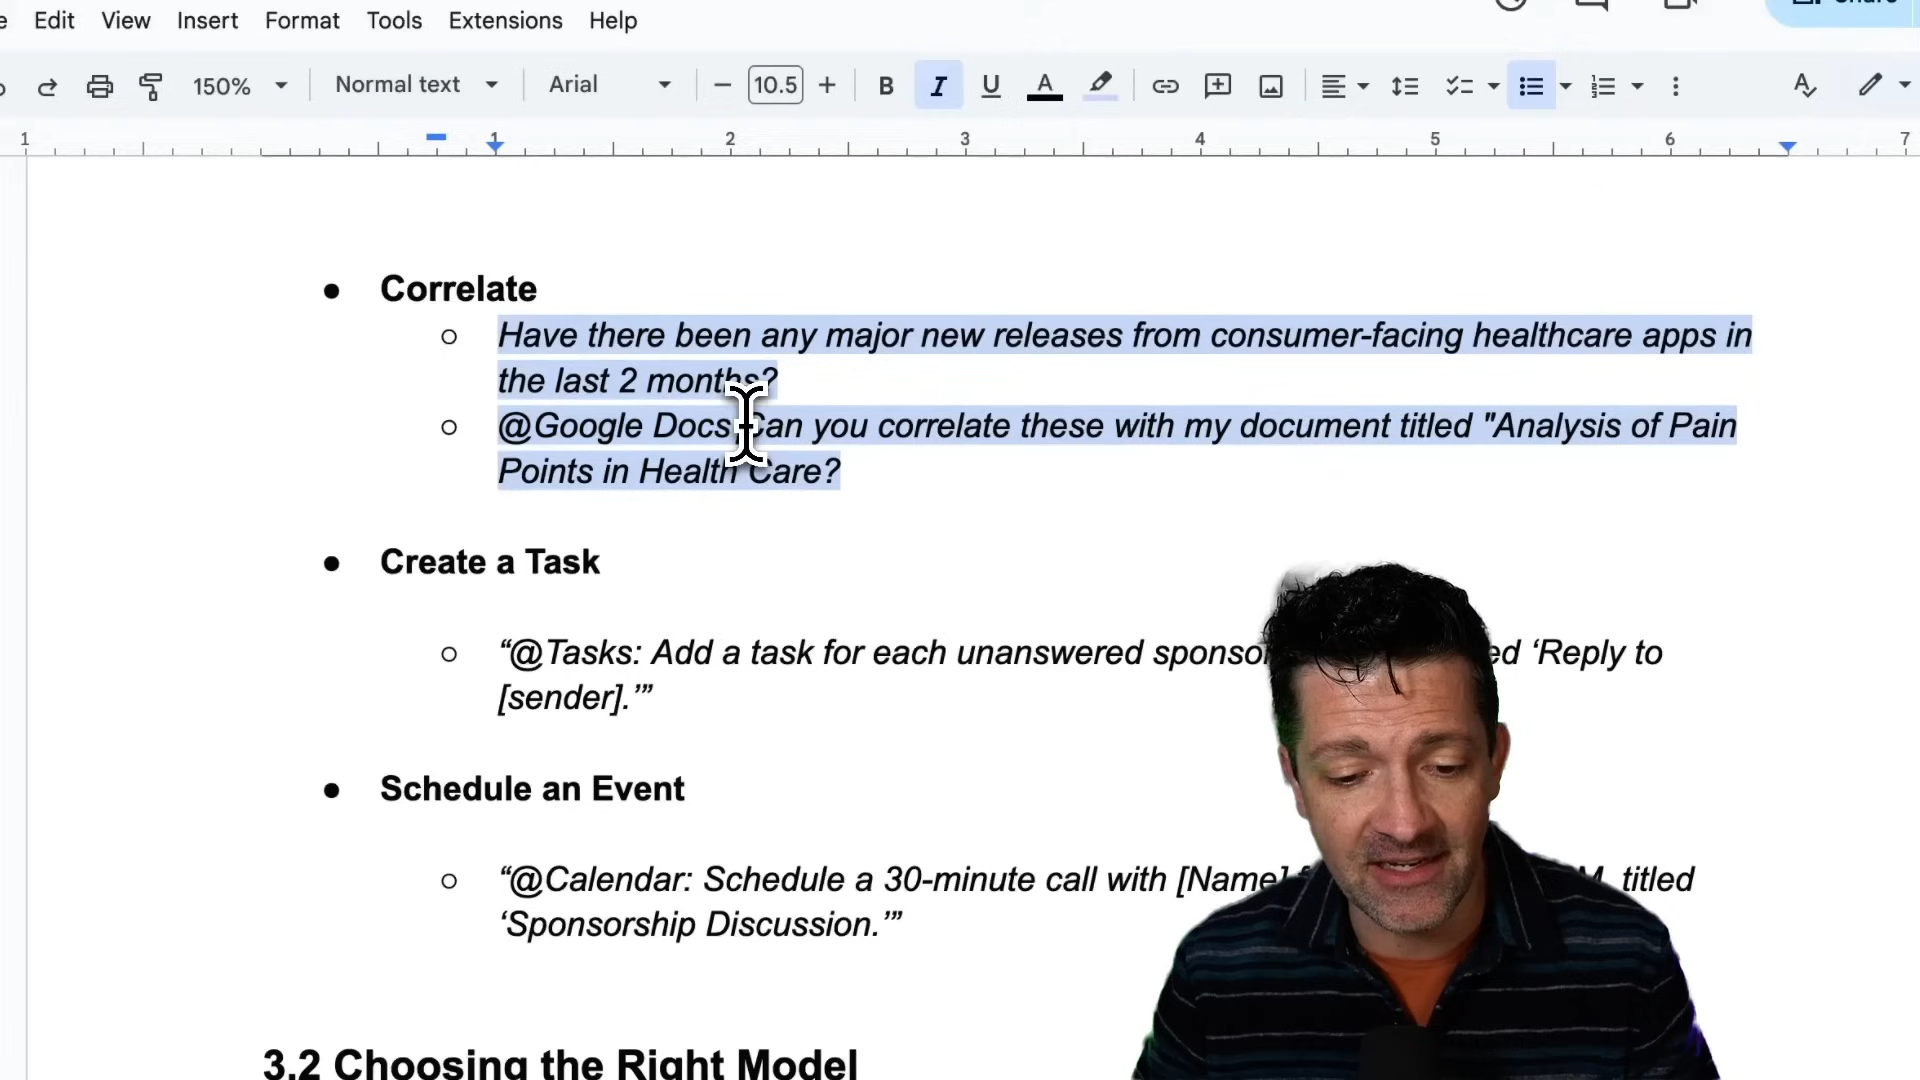 Edit View Insert Format Tools Extensions Help
150% Normal text Arial 10.5 B I U A
1 1 2 3 4 5 6 7
Correlate
Have there been any major new releases from consumer-facing healthcare apps in
the last 2 months?
@Google Docs Can you correlate these with my document titled "Analysis of Pain
Points in Health Care?
Create a Task
“@Tasks: Add a task for each unanswered ‘Reply to
[sender].’”
Schedule an Event
“@Calendar: Schedule a 30-minute call with [Name] titled
‘Sponsorship Discussion.’”
3.2 Choosing the Right Model